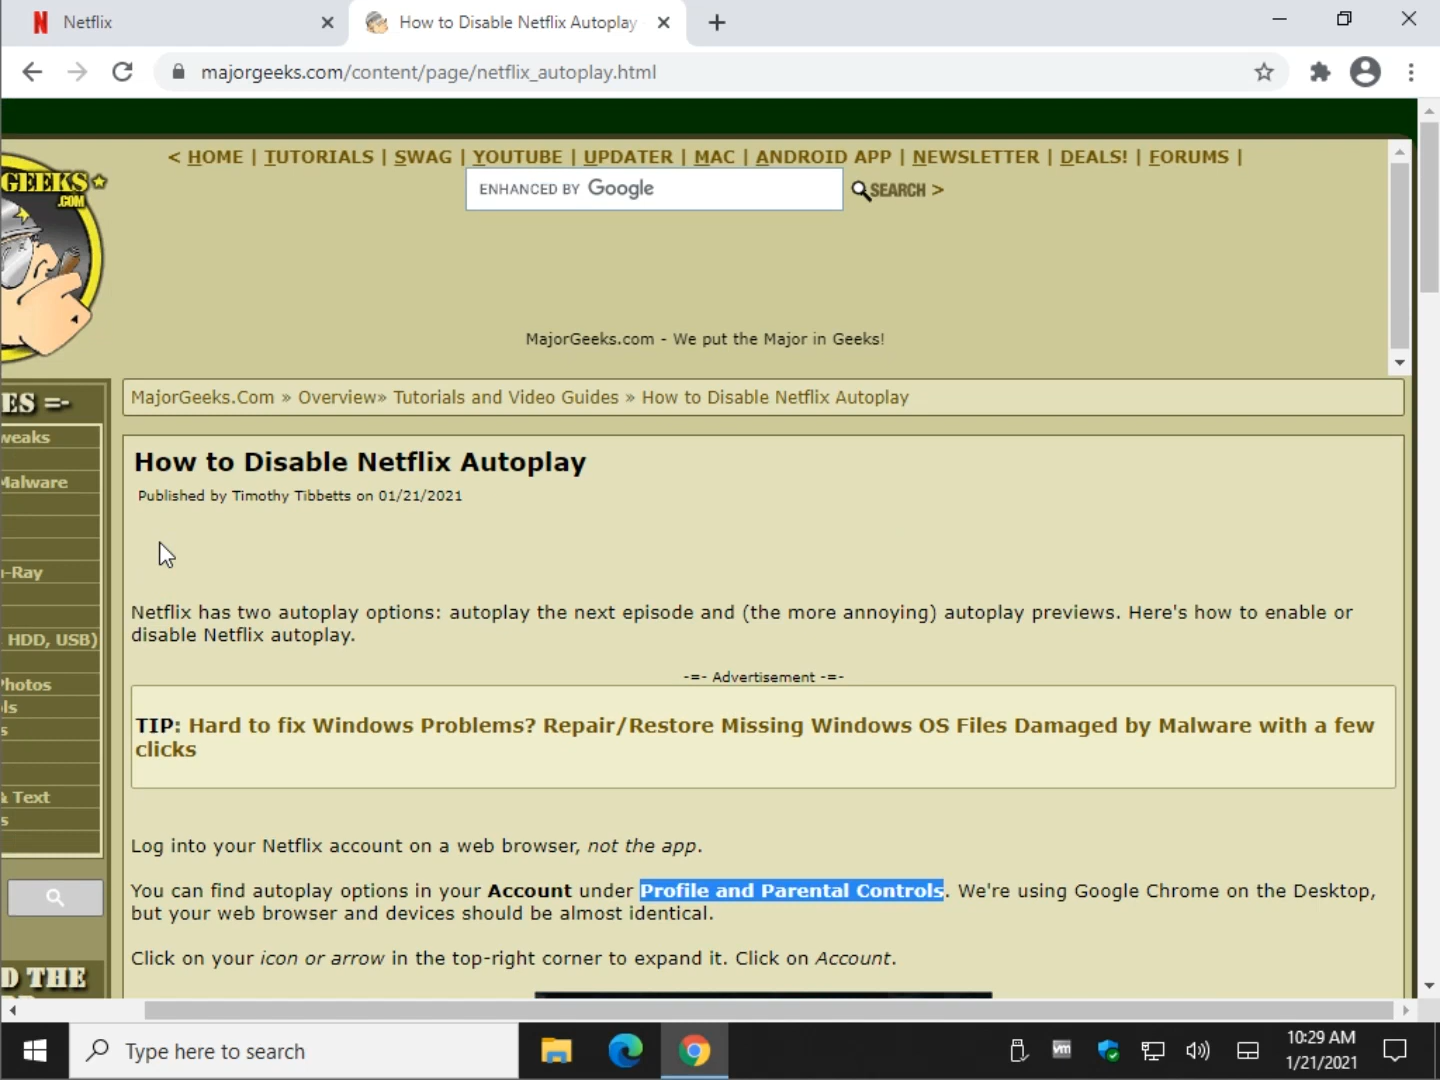 Netflix
How to Disable Netflix Autoplay
majorgeeks.com/content/page/netflix_autoplay.html
< HOME | TUTORIALS | SWAG | YOUTUBE | UPDATER | MAC | ANDROID APP | NEWSLETTER | DEALS! | FORUMS |
ENHANCED BY Google
SEARCH >
GEEKS
.COM
MajorGeeks.com - We put the Major in Geeks!
ES =-
MajorGeeks.Com » Overview» Tutorials and Video Guides » How to Disable Netflix Autoplay
weaks
Malware
-Ray
HDD, USB)
Photos
ls
s
& Text
s
D THE
How to Disable Netflix Autoplay
Published by Timothy Tibbetts on 01/21/2021
Netflix has two autoplay options: autoplay the next episode and (the more annoying) autoplay previews. Here's how to enable or
disable Netflix autoplay.
-=- Advertisement -=-
TIP: Hard to fix Windows Problems? Repair/Restore Missing Windows OS Files Damaged by Malware with a few
clicks
Log into your Netflix account on a web browser, not the app.
You can find autoplay options in your Account under Profile and Parental Controls. We're using Google Chrome on the Desktop,
but your web browser and devices should be almost identical.
Click on your icon or arrow in the top-right corner to expand it. Click on Account.
Type here to search
vm
10:29 AM
1/21/2021